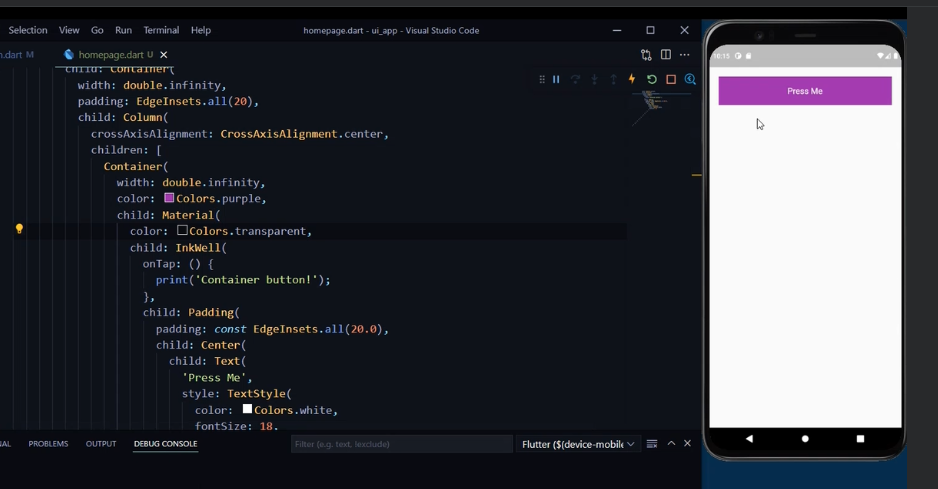 Selection View Go Run Terminal Help
homepage.dart - ui_app - Visual Studio Code
n.dart M
homepage.dart U
child: Container(
width: double.infinity,
padding: EdgeInsets.all(20),
child: Column(
crossAxisAlignment: CrossAxisAlignment.center,
children: [
Container(
width: double.infinity,
color: Colors.purple,
child: Material(
color: Colors.transparent,
child: InkWell(
onTap: () {
print('Container button!');
},
child: Padding(
padding: const EdgeInsets.all(20.0),
child: Center(
child: Text(
'Press Me',
style: TextStyle(
color: Colors.white,
fontSize: 18,
NAL PROBLEMS OUTPUT DEBUG CONSOLE
Filter (e.g. text, !exclude)
Flutter ($(device-mobile
10:15
Press Me